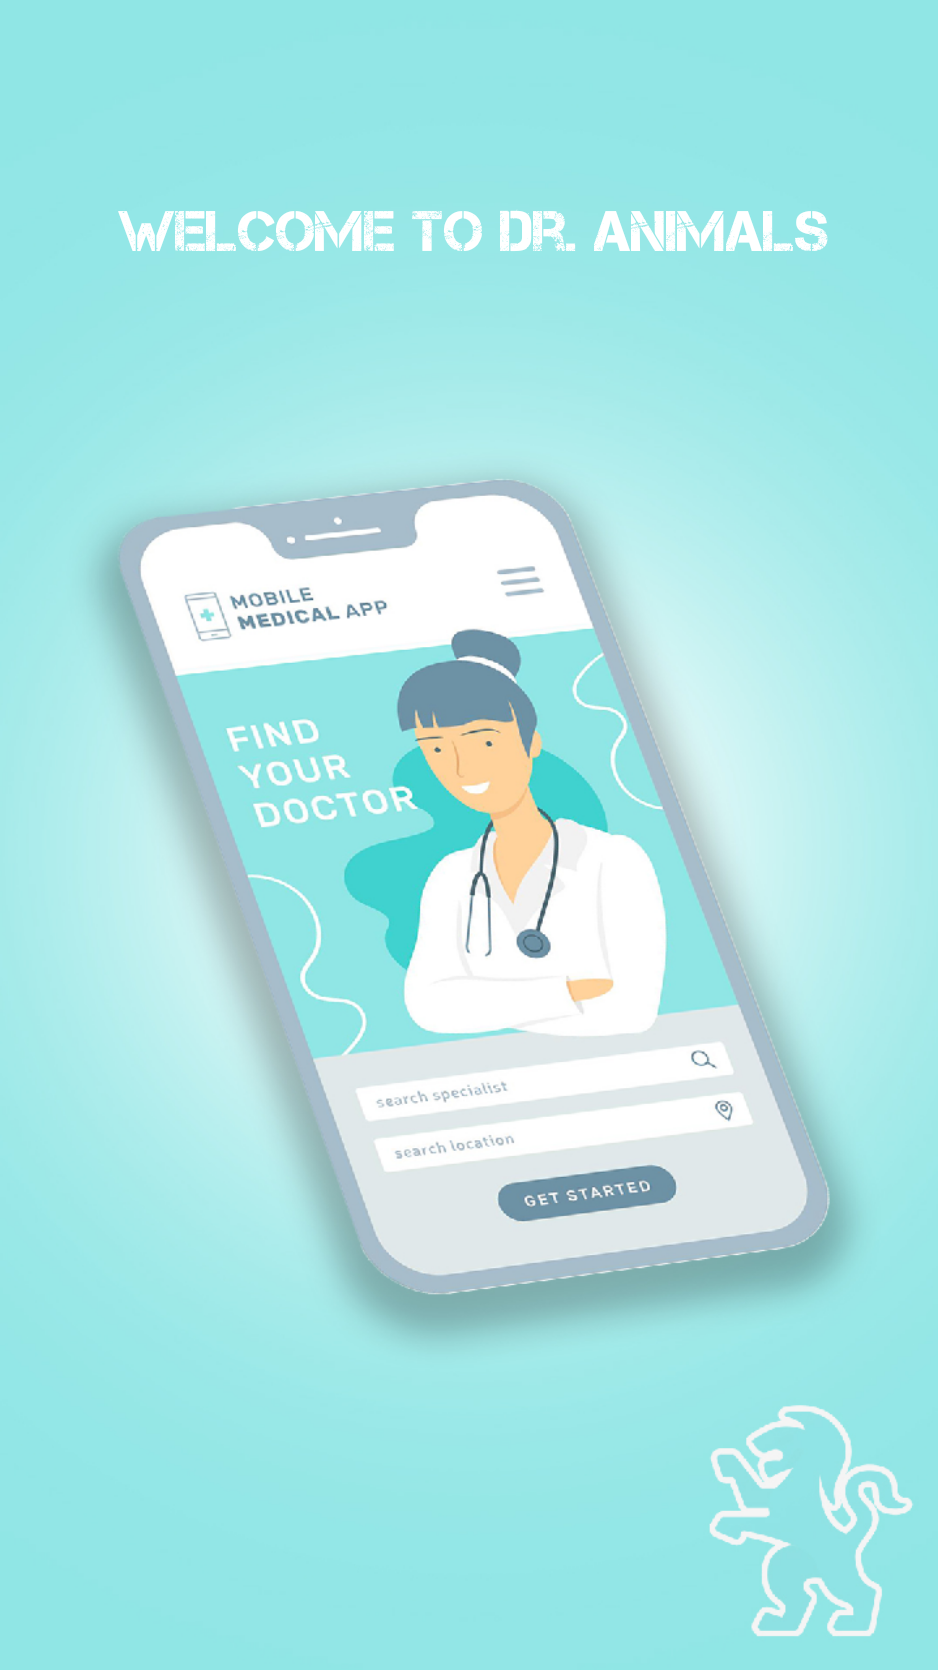 WELCOME TO DR. ANIMALS
MOBILE
MEDICAL APP
FIND
YOUR
DOCTOR
search specialist
search location
GET STARTED